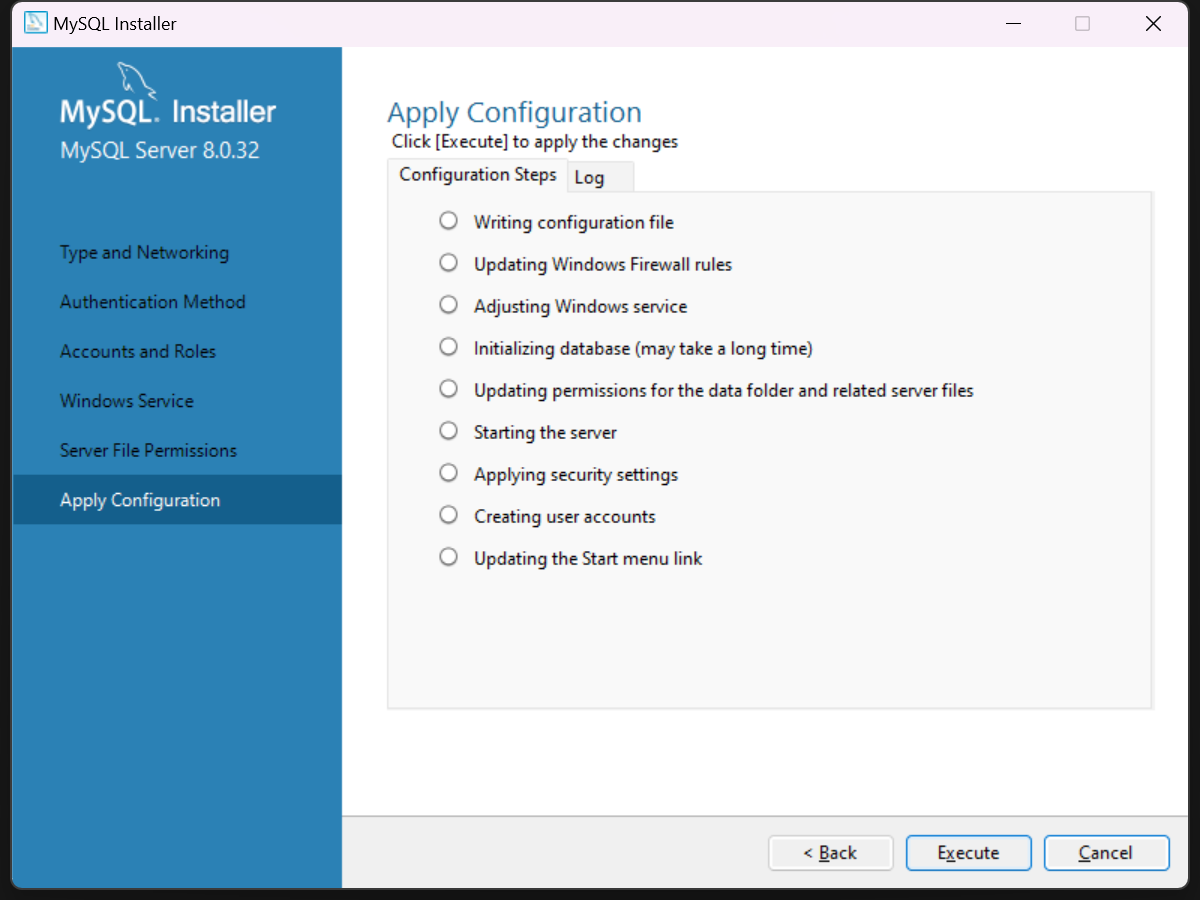 MySQL Installer
MySQL. Installer
MySQL Server 8.0.32
Type and Networking
Authentication Method
Accounts and Roles
Windows Service
Server File Permissions
Apply Configuration
Apply Configuration
Click [Execute] to apply the changes
Configuration Steps Log
Writing configuration file
Updating Windows Firewall rules
Adjusting Windows service
Initializing database (may take a long time)
Updating permissions for the data folder and related server files
Starting the server
Applying security settings
Creating user accounts
Updating the Start menu link
< Back Execute Cancel